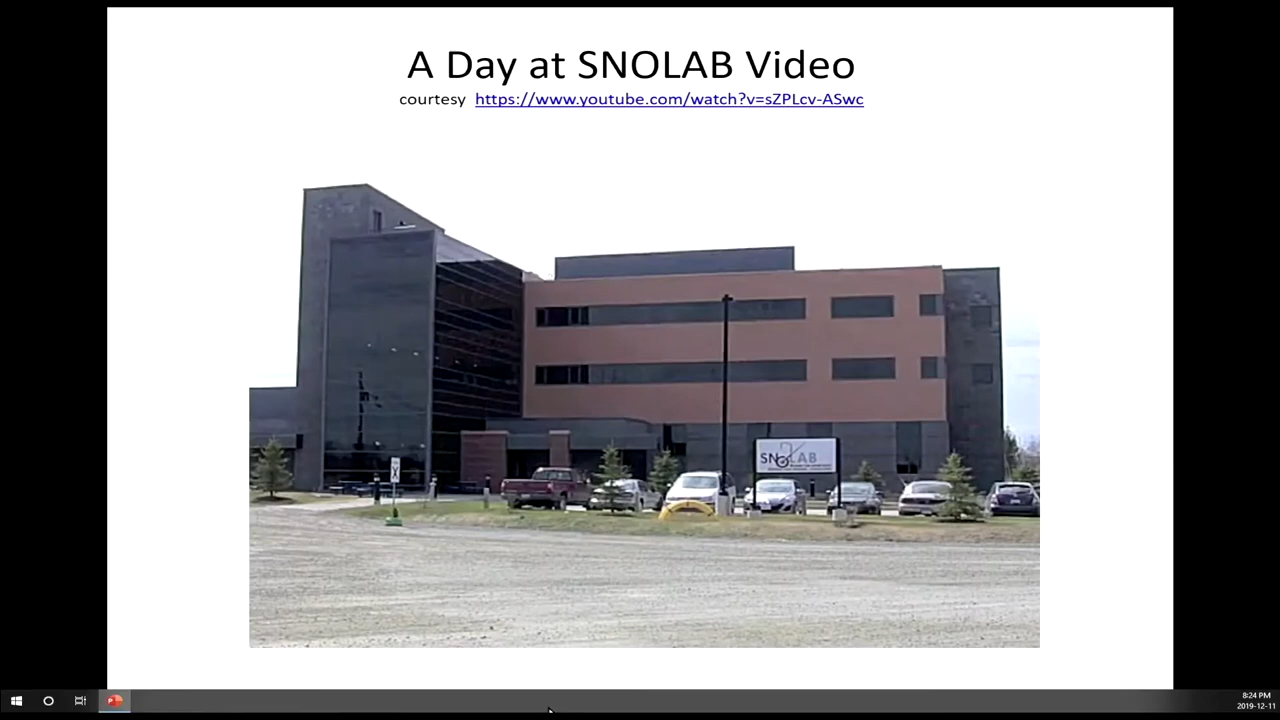 A Day at SNOLAB Video
courtesy https://www.youtube.com/watch?v=sZPLcv-ASwc
SNOLAB
8:24 PM
2019-12-11